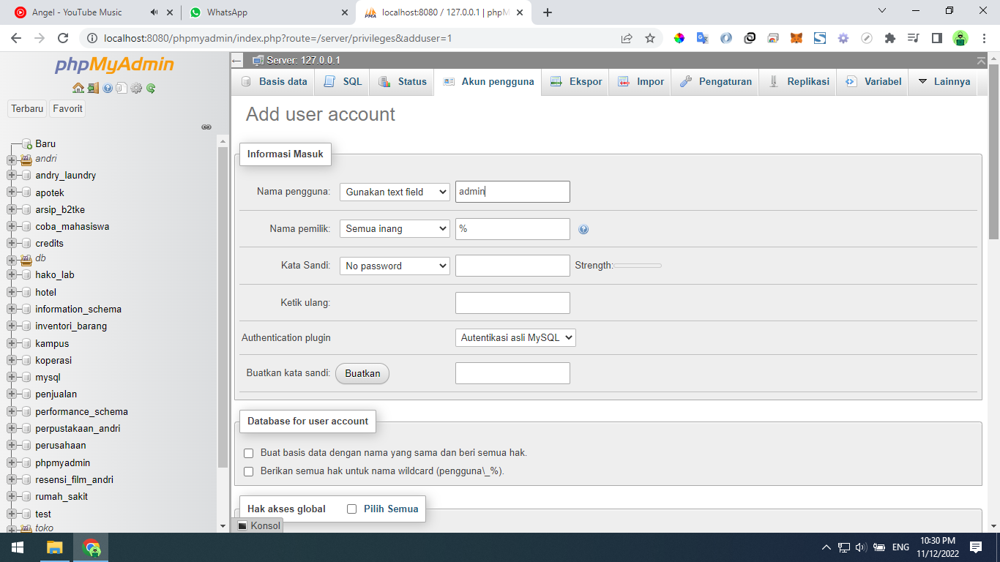 Angel - YouTube Music
WhatsApp
localhost:8080 / 127.0.0.1 | phpM
localhost:8080/phpmyadmin/index.php?route=/server/privileges&adduser=1
phpMyAdmin
Terbaru
Favorit
Baru
andri
andry_laundry
apotek
arsip_b2tke
coba_mahasiswa
credits
db
hako_lab
hotel
information_schema
inventori_barang
kampus
koperasi
mysql
penjualan
performance_schema
perpustakaan_andri
perusahaan
phpmyadmin
resensi_film_andri
rumah_sakit
test
toko
Server: 127.0.0.1
Basis data
SQL
Status
Akun pengguna
Ekspor
Impor
Pengaturan
Replikasi
Variabel
Lainnya
Add user account
Informasi Masuk
Nama pengguna: Gunakan text field admin
Nama pemilik: Semua inang %
Kata Sandi: No password Strength:
Ketik ulang:
Authentication plugin Autentikasi asli MySQL
Buatkan kata sandi: Buatkan
Database for user account
Buat basis data dengan nama yang sama dan beri semua hak.
Berikan semua hak untuk nama wildcard (pengguna\_%).
Hak akses global Pilih Semua
Konsol
ENG
10:30 PM
11/12/2022